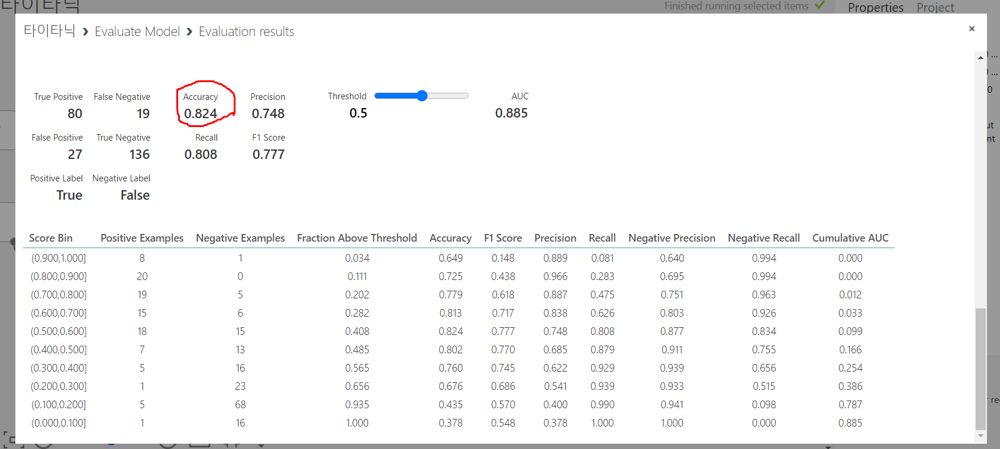 타이타닉
Finished running selected items
Properties Project
타이타닉 › Evaluate Model › Evaluation results
True Positive False Negative Accuracy Precision Threshold AUC
80 19 0.824 0.748 0.5 0.885
False Positive True Negative Recall F1 Score
27 136 0.808 0.777
Positive Label Negative Label
True False
Score Bin Positive Examples Negative Examples Fraction Above Threshold Accuracy F1 Score Precision Recall Negative Precision Negative Recall Cumulative AUC
(0.900,1.000] 8 1 0.034 0.649 0.148 0.889 0.081 0.640 0.994 0.000
(0.800,0.900] 20 0 0.111 0.725 0.438 0.966 0.283 0.695 0.994 0.000
(0.700,0.800] 19 5 0.202 0.779 0.618 0.887 0.475 0.751 0.963 0.012
(0.600,0.700] 15 6 0.282 0.813 0.717 0.838 0.626 0.803 0.926 0.033
(0.500,0.600] 18 15 0.408 0.824 0.777 0.748 0.808 0.877 0.834 0.099
(0.400,0.500] 7 13 0.485 0.802 0.770 0.685 0.879 0.911 0.755 0.166
(0.300,0.400] 5 16 0.565 0.760 0.745 0.622 0.929 0.939 0.656 0.254
(0.200,0.300] 1 23 0.656 0.676 0.686 0.541 0.939 0.933 0.515 0.386
(0.100,0.200] 5 68 0.935 0.435 0.570 0.400 0.990 0.941 0.098 0.787
(0.000,0.100] 1 16 1.000 0.378 0.548 0.378 1.000 1.000 0.000 0.885